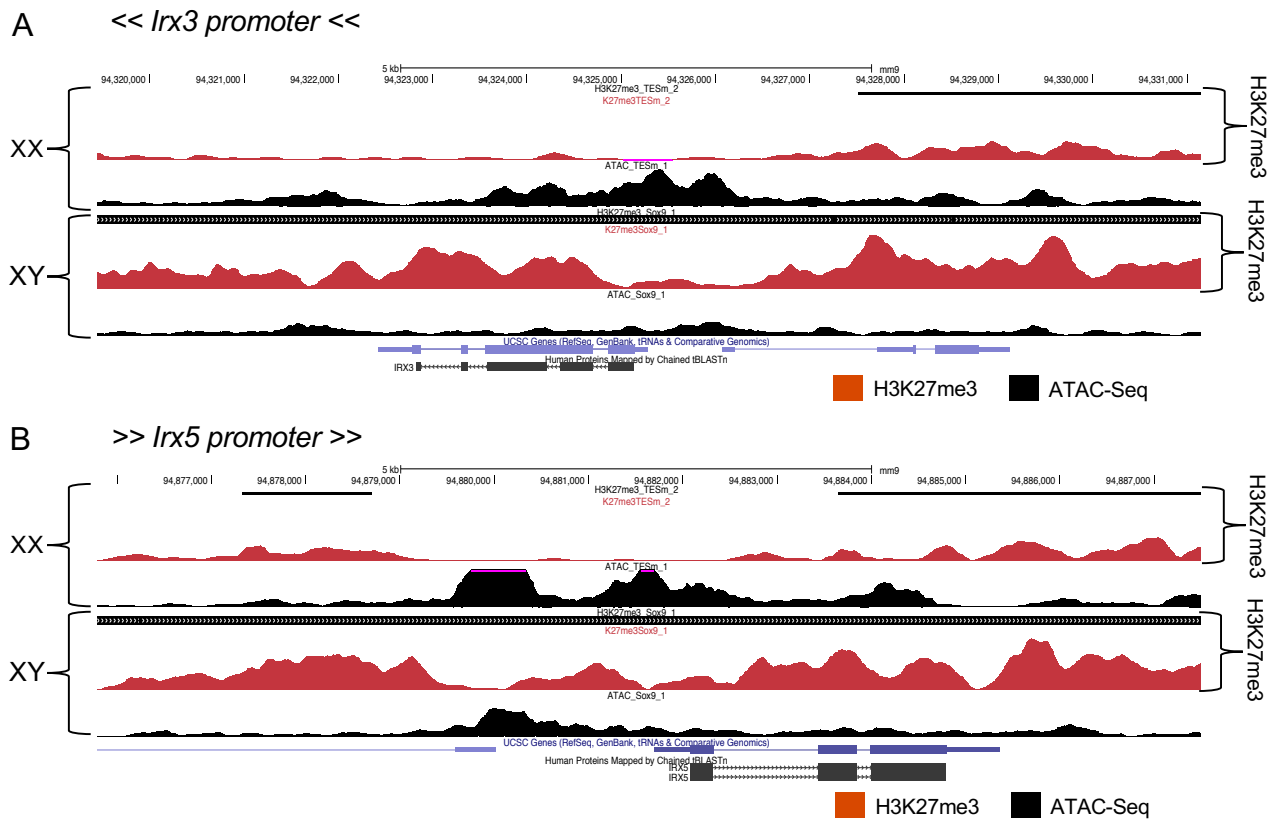 A
<< Irx3 promoter <<
5 kb
mm9
94,320,000
94,321,000
94,322,000
94,323,000
94,324,000
94,325,000
94,326,000
94,327,000
94,328,000
94,329,000
94,330,000
94,331,000
H3K27me3_TESm_2
K27me3TESm_2
XX
H3K27me3
ATAC_TESm_1
H3K27me3_Sox9_1
K27me3Sox9_1
XY
H3K27me3
ATAC_Sox9_1
UCSC Genes (RefSeq, GenBank, tRNAs & Comparative Genomics)
Human Proteins Mapped by Chained tBLASTn
IRX3
H3K27me3
ATAC-Seq
B
>> Irx5 promoter >>
5 kb
mm9
94,877,000
94,878,000
94,879,000
94,880,000
94,881,000
94,882,000
94,883,000
94,884,000
94,885,000
94,886,000
94,887,000
H3K27me3_TESm_2
K27me3TESm_2
XX
H3K27me3
ATAC_TESm_1
H3K27me3_Sox9_1
K27me3Sox9_1
XY
H3K27me3
ATAC_Sox9_1
UCSC Genes (RefSeq, GenBank, tRNAs & Comparative Genomics)
Human Proteins Mapped by Chained tBLASTn
IRX5
IRX5
H3K27me3
ATAC-Seq